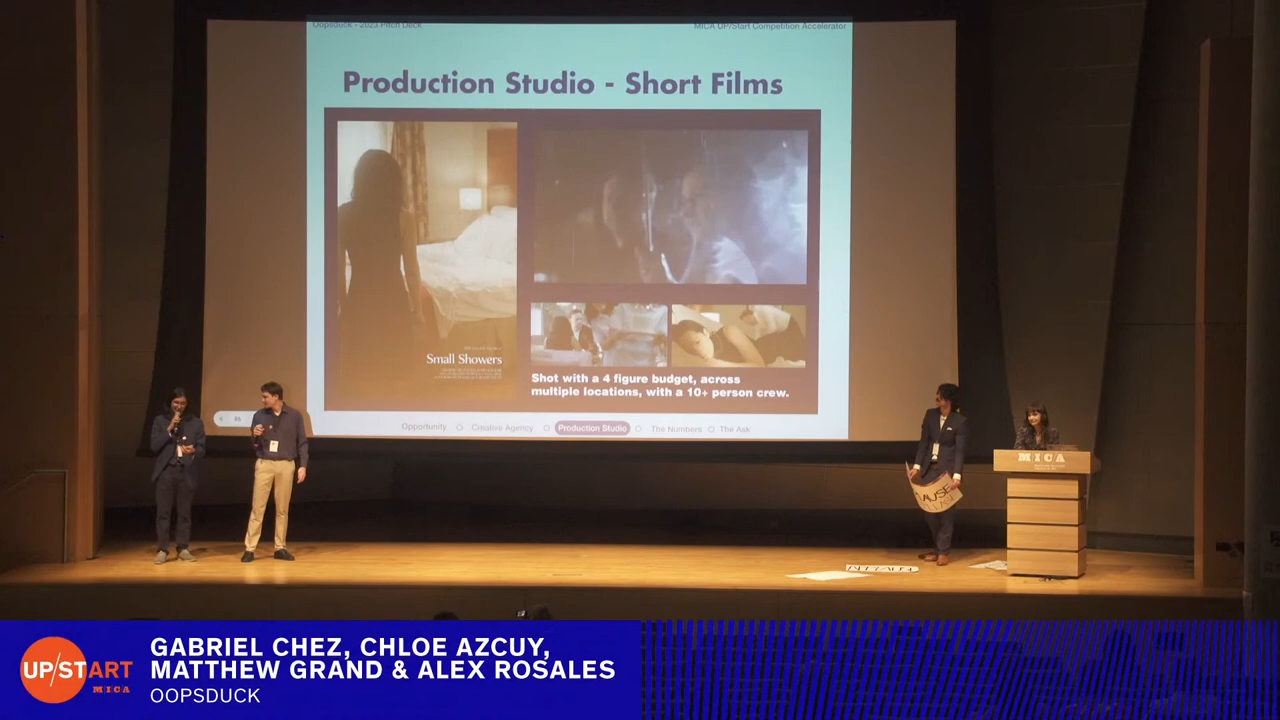 Oopsduck - 2023 Pitch Deck
MICA UP/Start Competition Accelerator
Production Studio - Short Films
Small Showers
Shot with a 4 figure budget, across
multiple locations, with a 10+ person crew.
Opportunity
Creative Agency
Production Studio
The Numbers
The Ask
MICA
UP/START
MICA
GABRIEL CHEZ, CHLOE AZCUY,
MATTHEW GRAND & ALEX ROSALES
OOPSDUCK